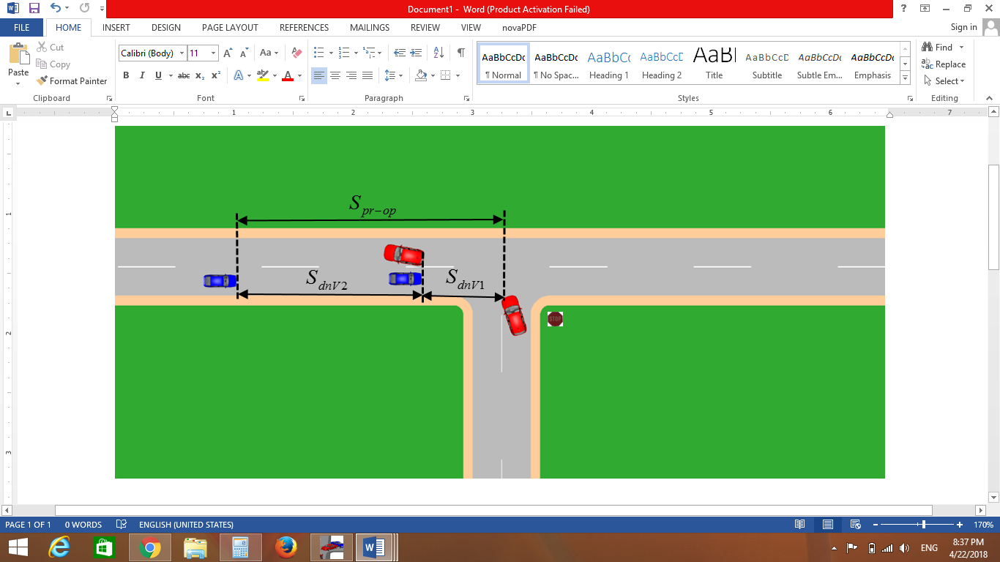 Document1 - Word (Product Activation Failed)
FILE HOME INSERT DESIGN PAGE LAYOUT REFERENCES MAILINGS REVIEW VIEW novaPDF Sign in
Paste
Cut
Copy
Format Painter
Clipboard
Calibri (Body) 11
Font
Paragraph
AaBbCcDc AaBbCcDc AaBbCc AaBbCcD AaBl AaBbCcD AaBbCcDc AaBbCcDc
¶ Normal ¶ No Spac... Heading 1 Heading 2 Title Subtitle Subtle Em... Emphasis
Styles
Find
Replace
Select
Editing
1 2 3 4 5 6 7
1
2
3
S pr-op
S dnV2
S dnV1
STOP
PAGE 1 OF 1 0 WORDS ENGLISH (UNITED STATES) 170%
ENG
8:37 PM
4/22/2018